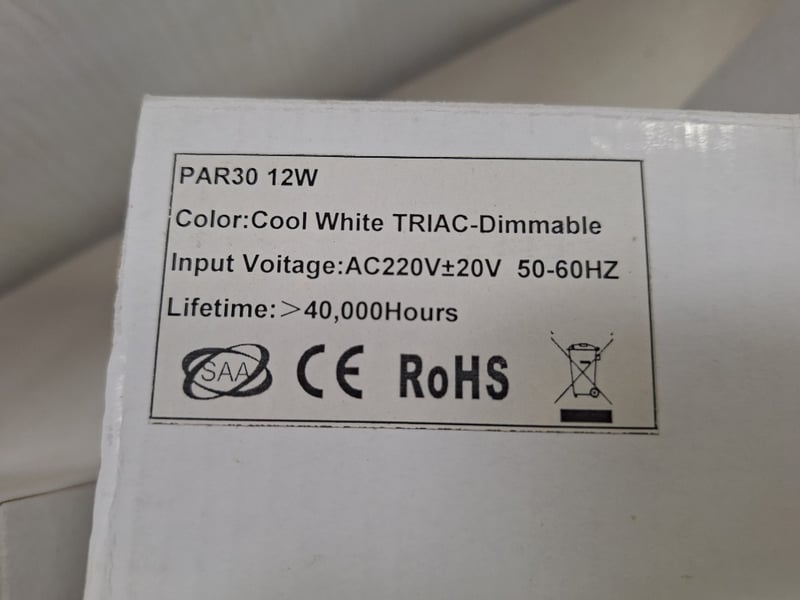 PAR30 12W
Color:Cool White TRIAC-Dimmable
Input Voitage:AC220V±20V 50-60HZ
Lifetime:>40,000Hours
SAA CE RoHS